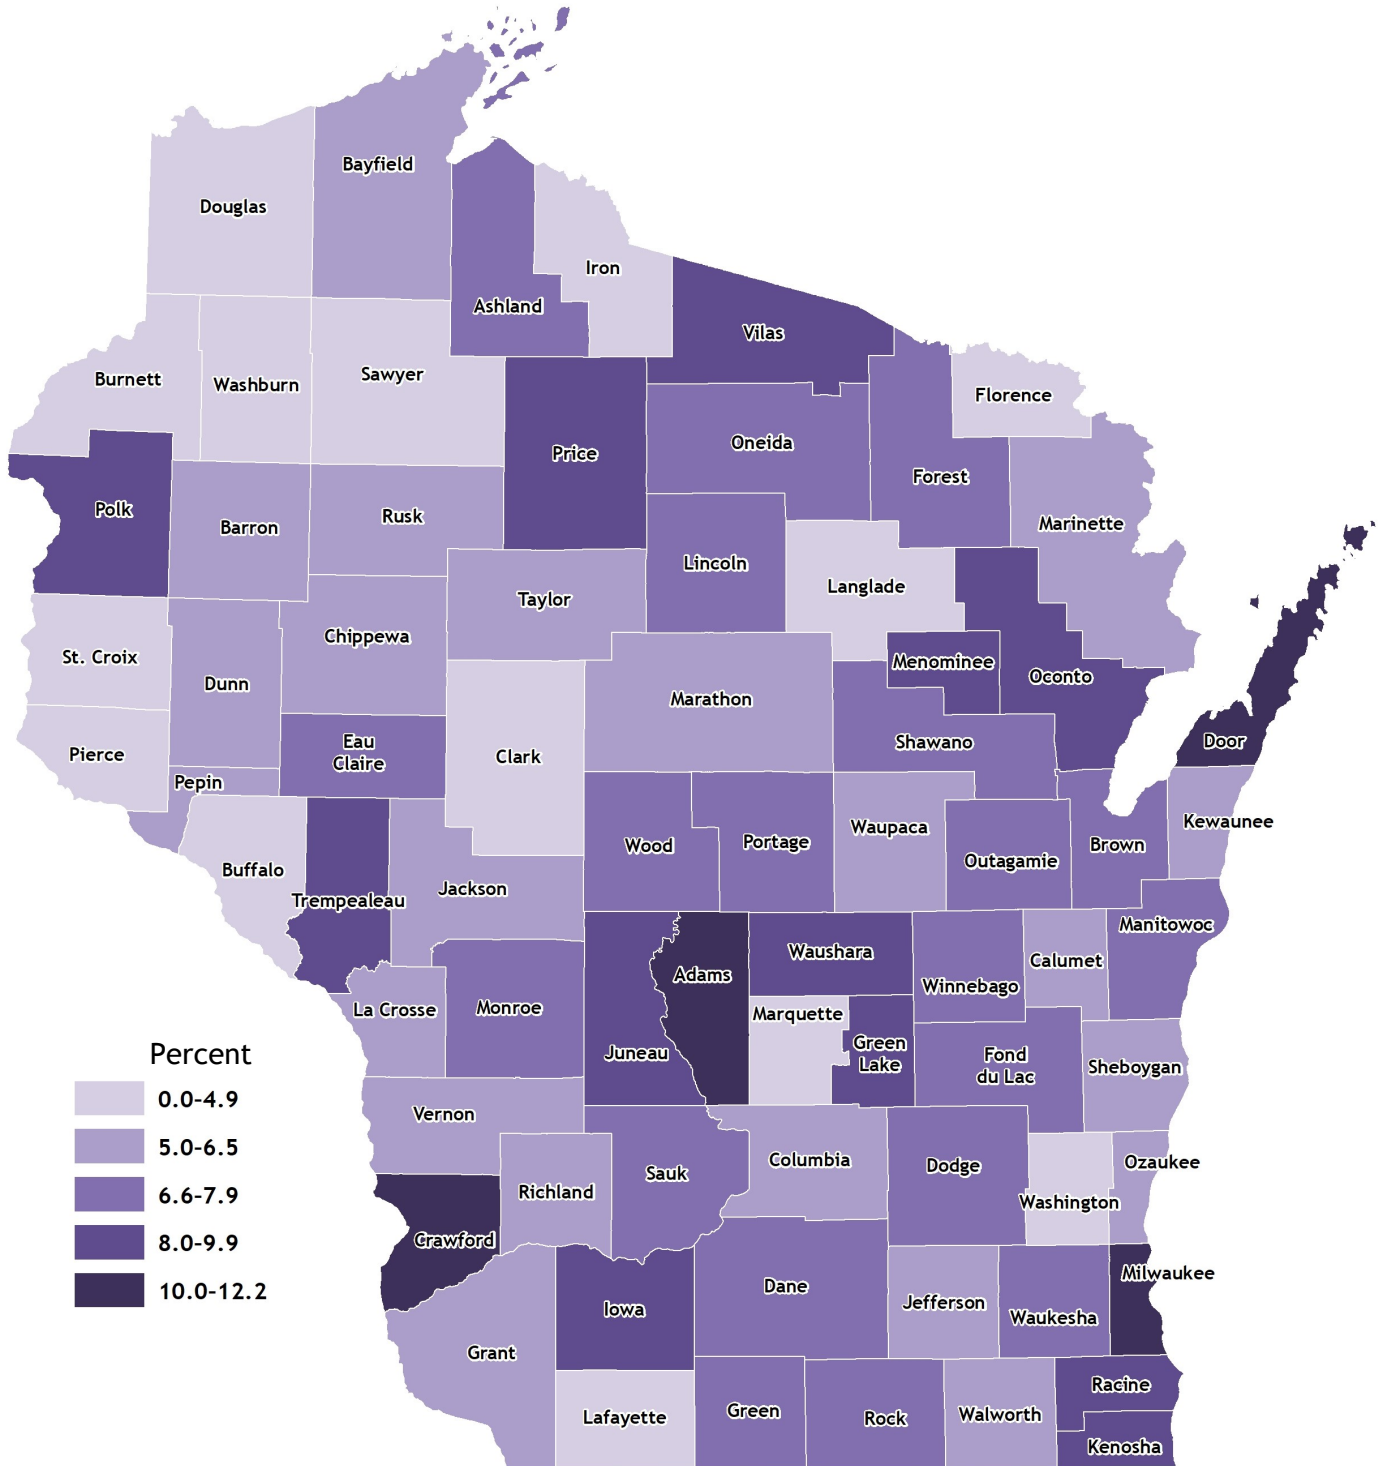 Bayfield
Douglas
Iron
Ashland
Vilas
Burnett
Washburn
Sawyer
Florence
Price
Oneida
Forest
Polk
Barron
Rusk
Marinette
Lincoln
Langlade
Taylor
Chippewa
St. Croix
Dunn
Menominee
Oconto
Marathon
Pierce
Eau
Claire
Clark
Shawano
Door
Pepin
Wood
Portage
Waupaca
Outagamie
Brown
Kewaunee
Buffalo
Trempealeau
Jackson
Manitowoc
Adams
Waushara
Winnebago
Calumet
La Crosse
Monroe
Juneau
Marquette
Green
Lake
Fond
du Lac
Sheboygan
Percent
0.0-4.9
5.0-6.5
6.6-7.9
8.0-9.9
10.0-12.2
Vernon
Richland
Sauk
Columbia
Dodge
Ozaukee
Washington
Crawford
Iowa
Dane
Jefferson
Waukesha
Milwaukee
Grant
Lafayette
Green
Rock
Walworth
Racine
Kenosha